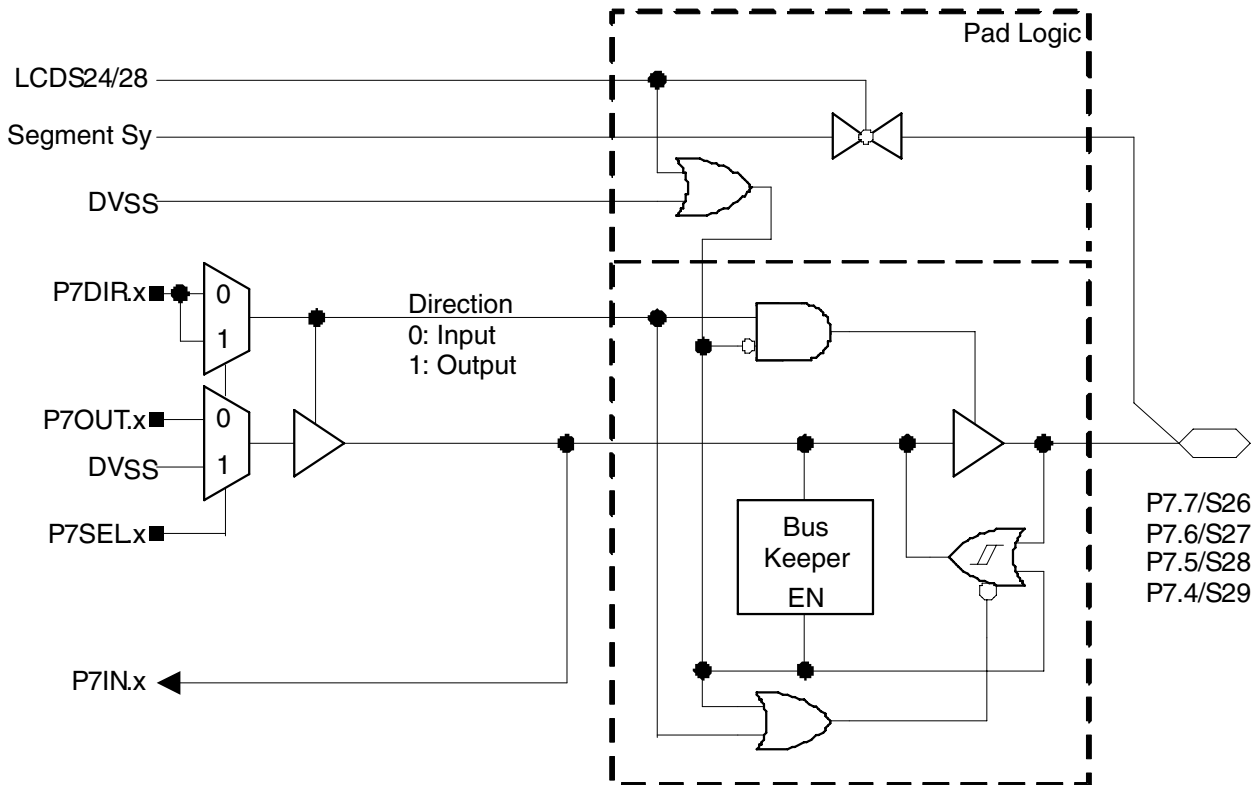 Pad Logic
LCDS24/28
Segment Sy
DVSS
P7DIR.x
0
1
Direction
0: Input
1: Output
P7OUT.x
0
DVSS
1
P7SEL.x
Bus
Keeper
EN
P7.7/S26
P7.6/S27
P7.5/S28
P7.4/S29
P7IN.x